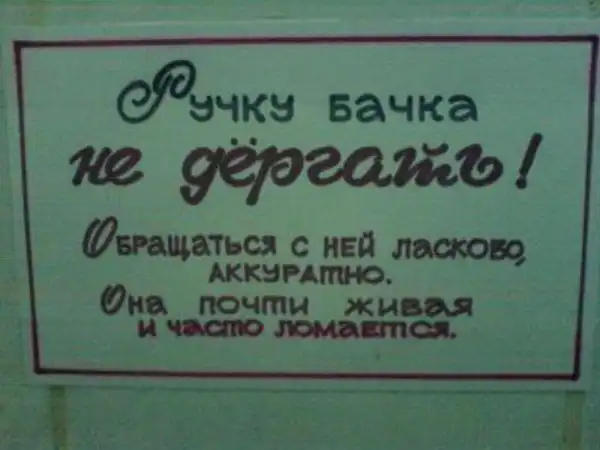 Ручку бачка
не дёргать!
Обращаться с ней ласково,
аккуратно.
Она почти живая
и часто ломается.